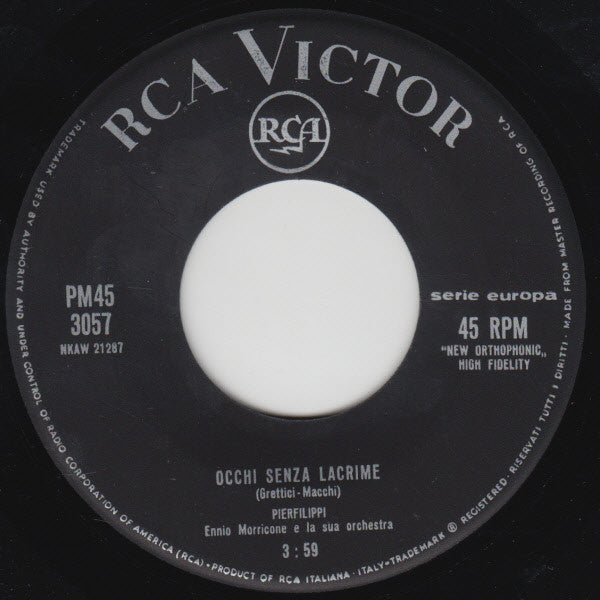 RCA VICTOR
RCA
PM45
3057
NKAW 21287
serie europa
45 RPM
"NEW ORTHOPHONIC„
HIGH FIDELITY
OCCHI SENZA LACRIME
(Grettici-Macchi)
PIERFILIPPI
Ennio Morricone e la sua orchestra
3:59
TRADEMARK USED BY AUTHORITY AND UNDER CONTROL OF RADIO CORPORATION OF AMERICA (RCA)-PRODUCT OF RCA ITALIANA-ITALY-TRADEMARK ® REGISTERED-RISERVATI TUTTI I DIRITTI-MADE FROM MASTER RECORDING OF RCA